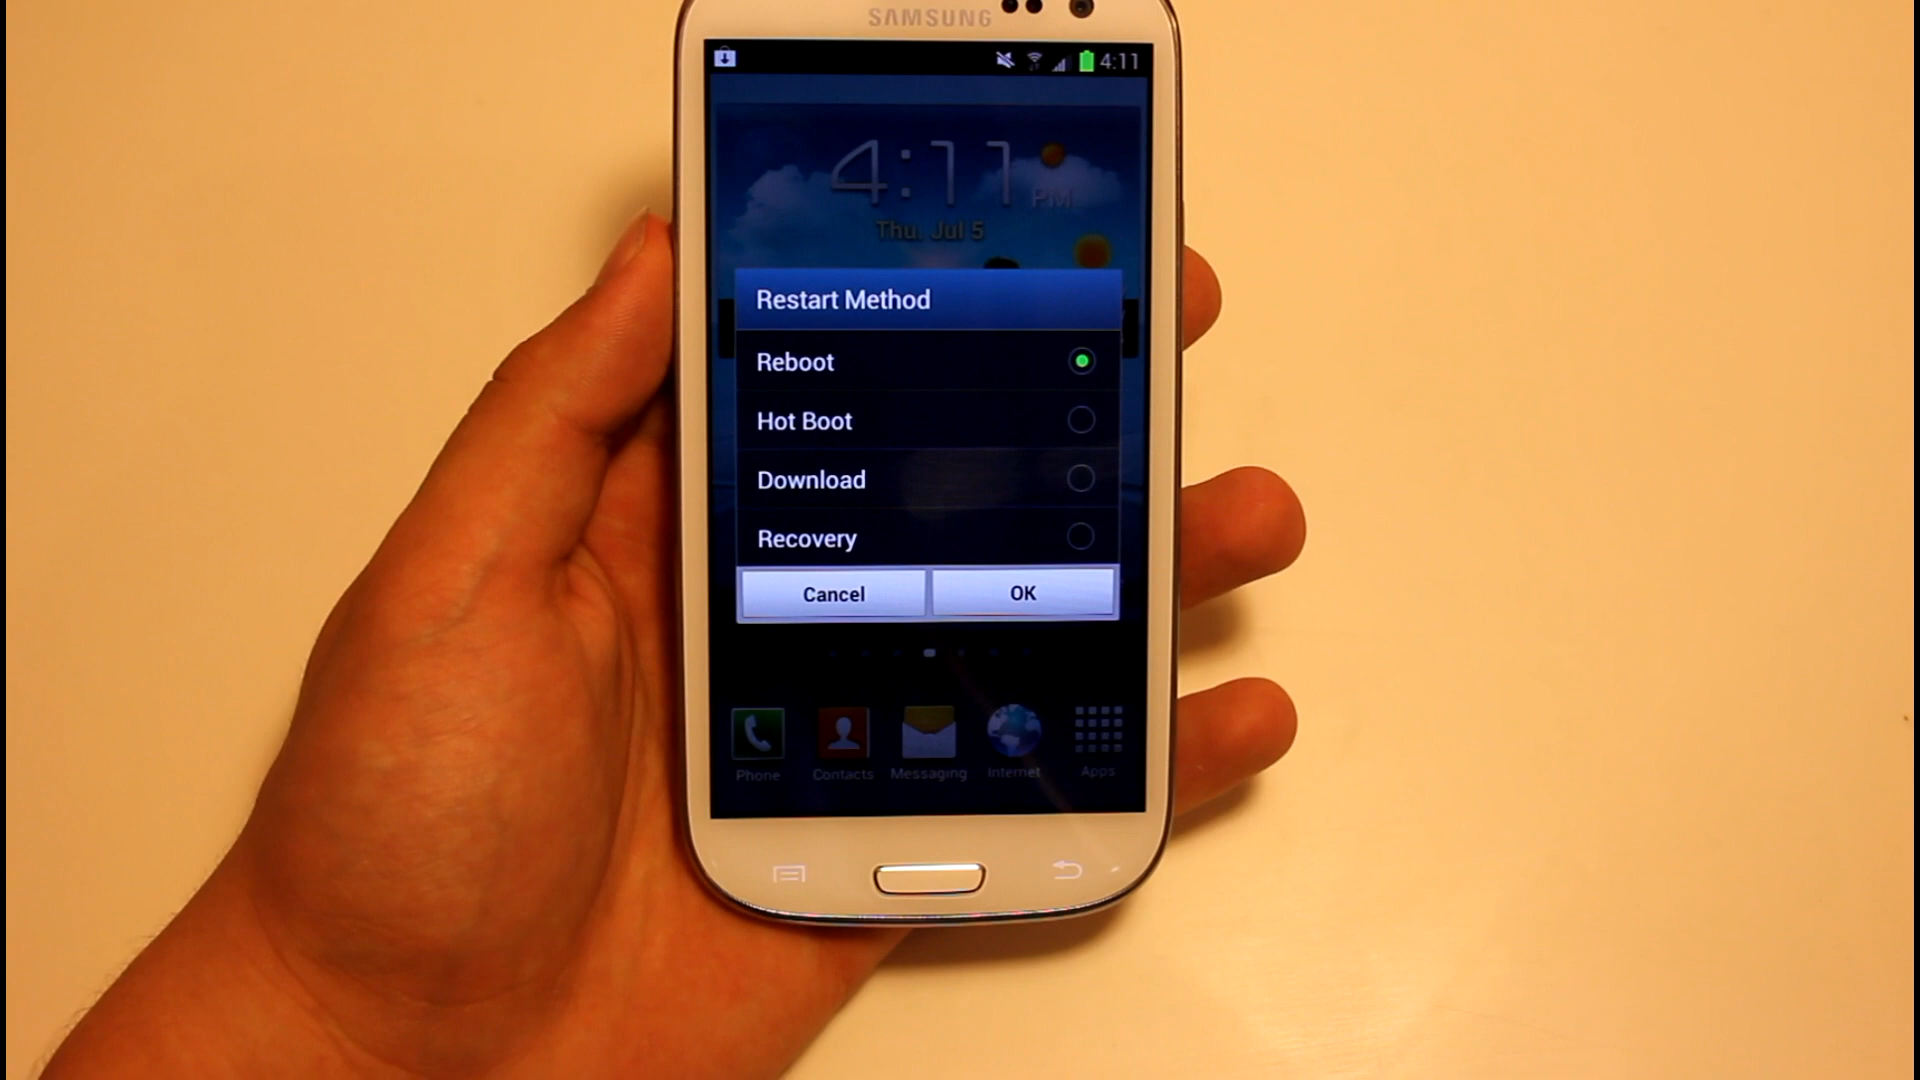 SAMSUNG
4:11
4:11 PM
Thu. Jul 5
Restart Method
Reboot
Hot Boot
Download
Recovery
Cancel OK
Phone Contacts Messaging Internet Apps